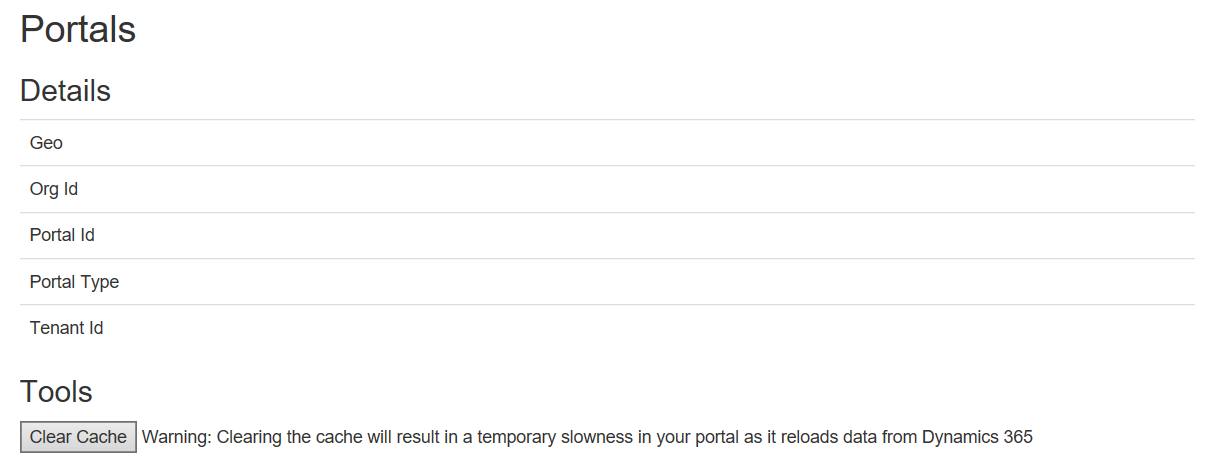 Portals
Details
Geo
Org Id
Portal Id
Portal Type
Tenant Id
Tools
Clear Cache Warning: Clearing the cache will result in a temporary slowness in your portal as it reloads data from Dynamics 365